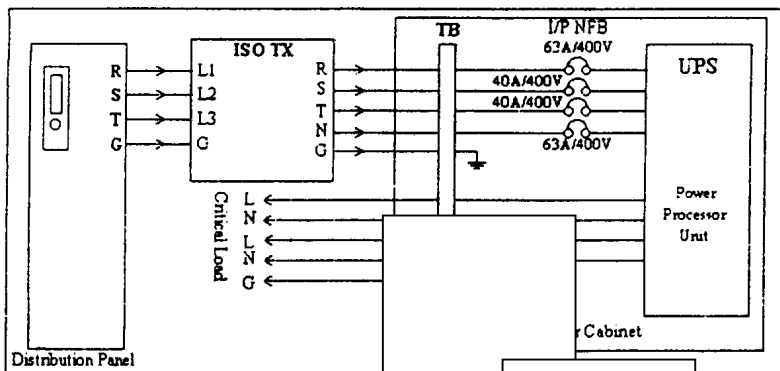 TB
I/P NFB
63A/400V
ISO TX
UPS
R
L1
R
S
L2
S
40A/400V
T
L3
T
40A/400V
G
G
N
G
63A/400V
L
N
L
N
G
Critical Load
Power
Processor
Unit
Cabinet
Distribution Panel